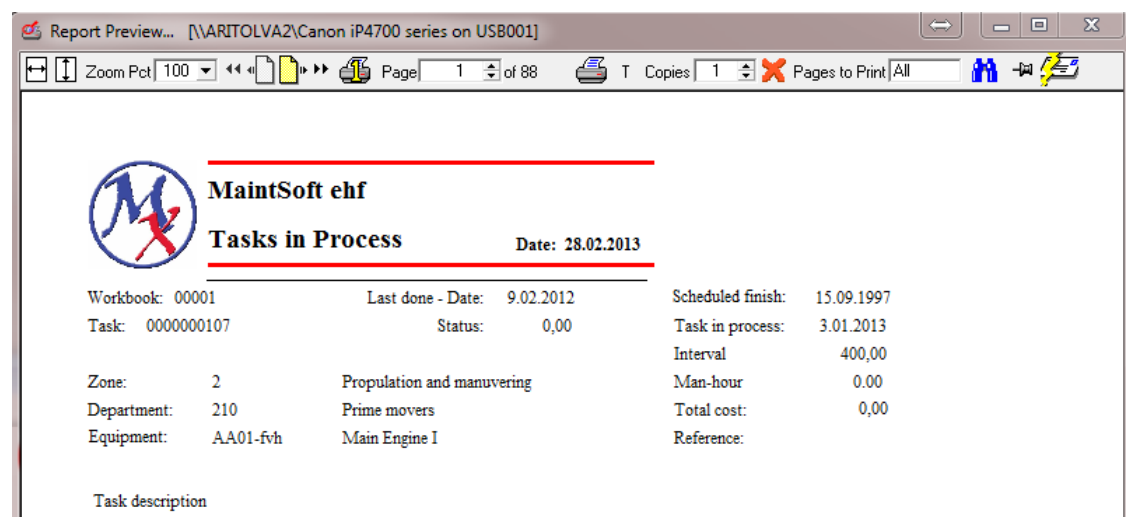 Report Preview... [\\ARITOLVA2\Canon iP4700 series on USB001]
Zoom Pct 100 Page 1 of 88 T Copies 1 Pages to Print All
MaintSoft ehf
Tasks in Process Date: 28.02.2013
Workbook: 00001 Last done - Date: 9.02.2012 Scheduled finish: 15.09.1997
Task: 0000000107 Status: 0,00 Task in process: 3.01.2013
Interval 400,00
Zone: 2 Propulation and manuvering Man-hour 0.00
Department: 210 Prime movers Total cost: 0,00
Equipment: AA01-fvh Main Engine I Reference:
Task description